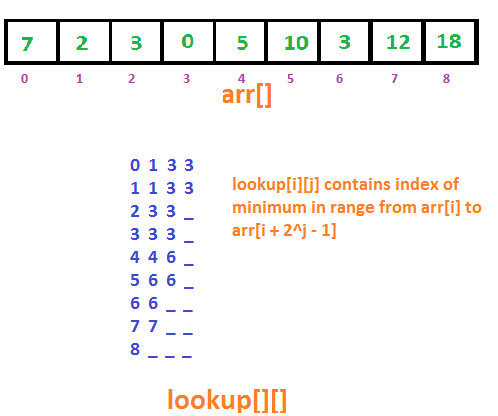 7 2 3 0 5 10 3 12 18
0 1 2 3 4 5 6 7 8
arr[]
0 1 3 3
1 1 3 3
2 3 3 _
3 3 3 _
4 4 6 _
5 6 6 _
6 6 _ _
7 7 _ _
8 _ _ _
lookup[i][j] contains index of
minimum in range from arr[i] to
arr[i + 2^j - 1]
lookup[][]